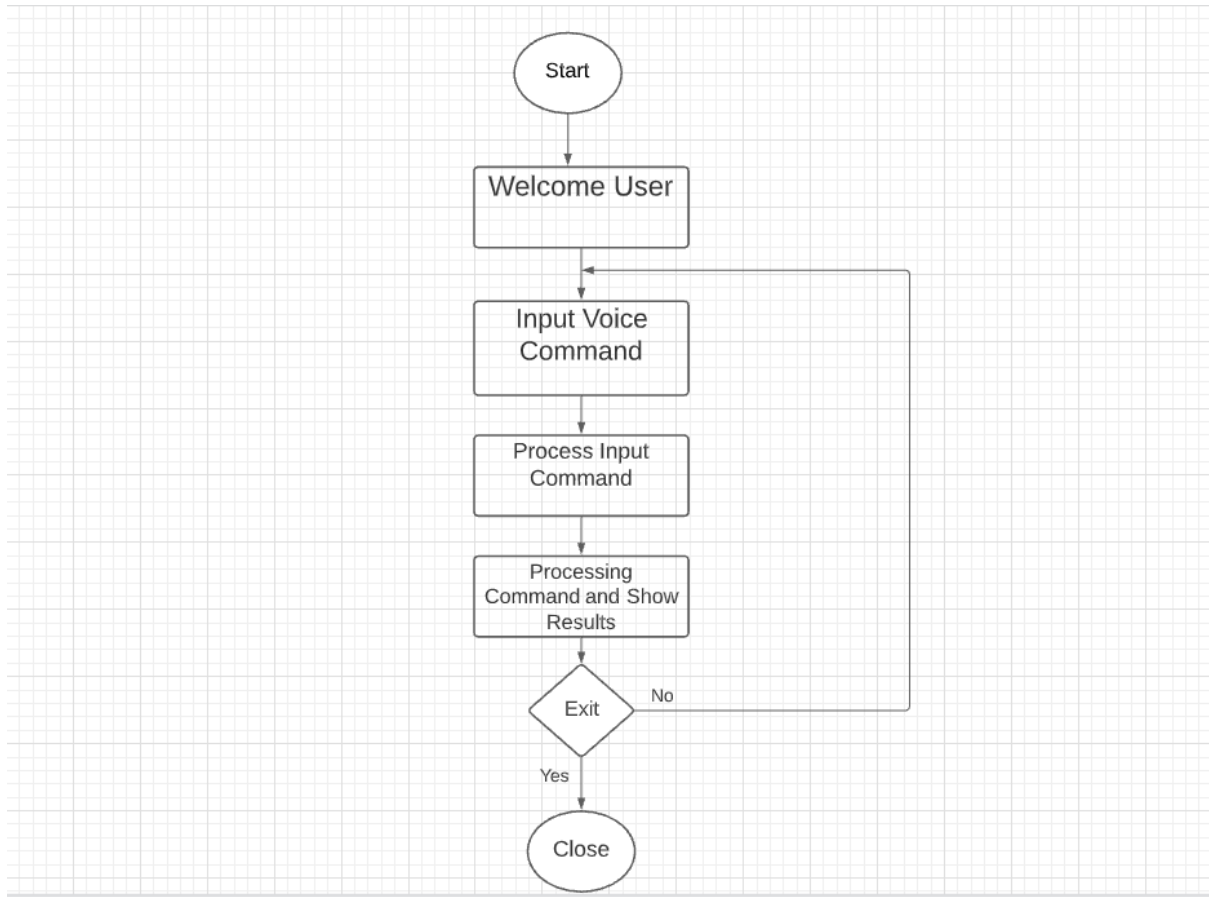 Start
Welcome User
Input Voice
Command
Process Input
Command
Processing
Command and Show
Results
Exit
No
Yes
Close